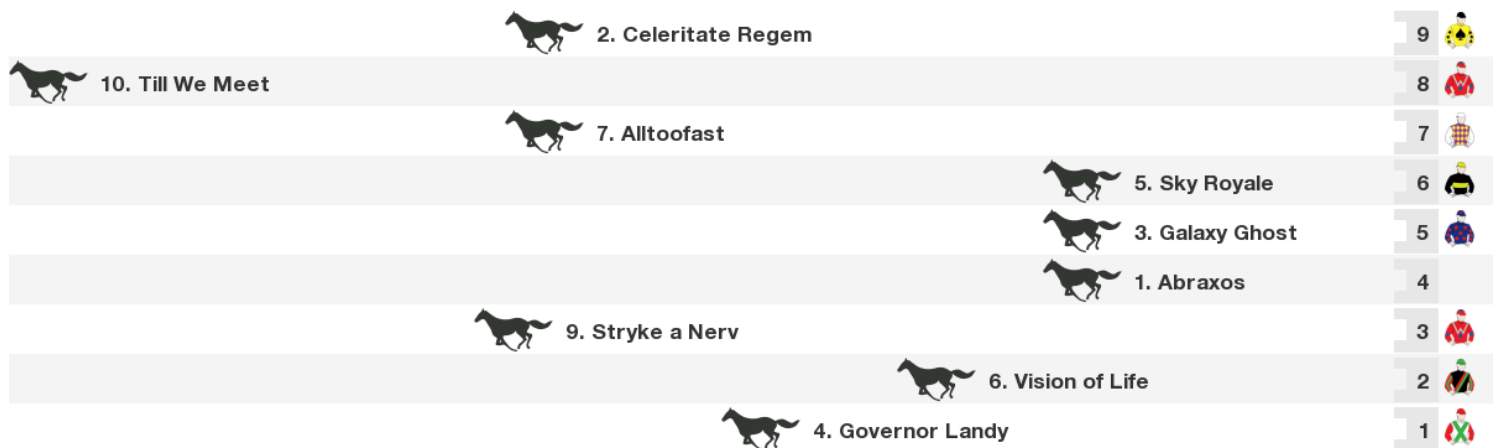 2. Celeritate Regem 9
10. Till We Meet 8
7. Alltoofast 7
5. Sky Royale 6
3. Galaxy Ghost 5
1. Abraxos 4
9. Stryke a Nerv 3
6. Vision of Life 2
4. Governor Landy 1